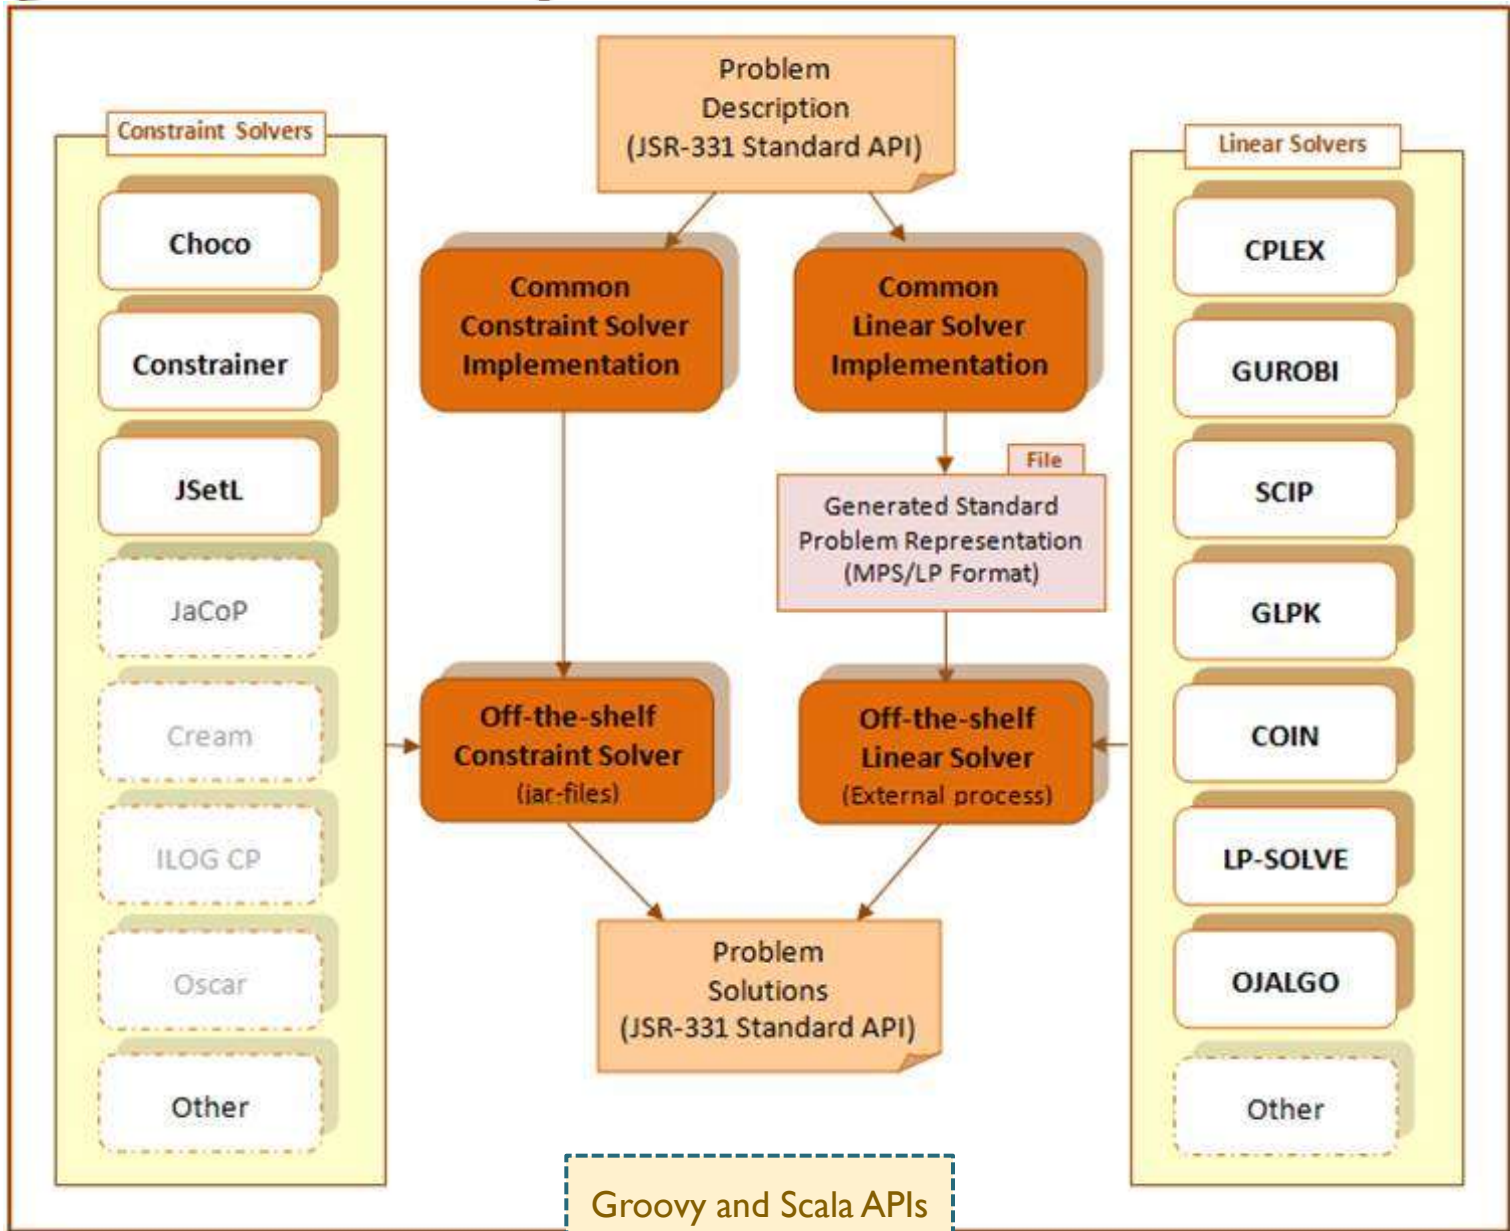 Problem
Description
(JSR-331 Standard API)
Constraint Solvers
Choco
Constrainer
JSetL
JaCoP
Cream
ILOG CP
Oscar
Other
Common
Constraint Solver
Implementation
Common
Linear Solver
Implementation
File
Generated Standard
Problem Representation
(MPS/LP Format)
Off-the-shelf
Constraint Solver
(jar-files)
Off-the-shelf
Linear Solver
(External process)
Problem
Solutions
(JSR-331 Standard API)
Linear Solvers
CPLEX
GUROBI
SCIP
GLPK
COIN
LP-SOLVE
OJALGO
Other
Groovy and Scala APIs